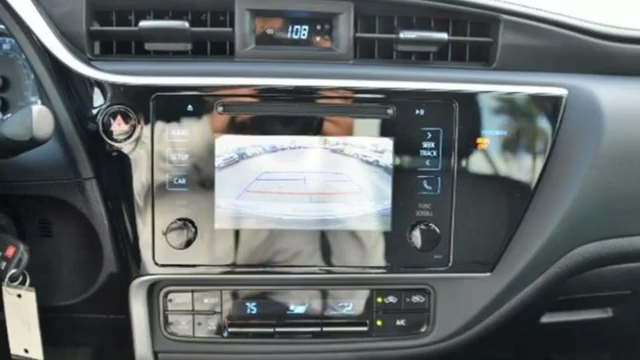 108
AUDIO
SETUP
CAR
SEEK
TRACK
TUNE
SCROLL
75
A/C